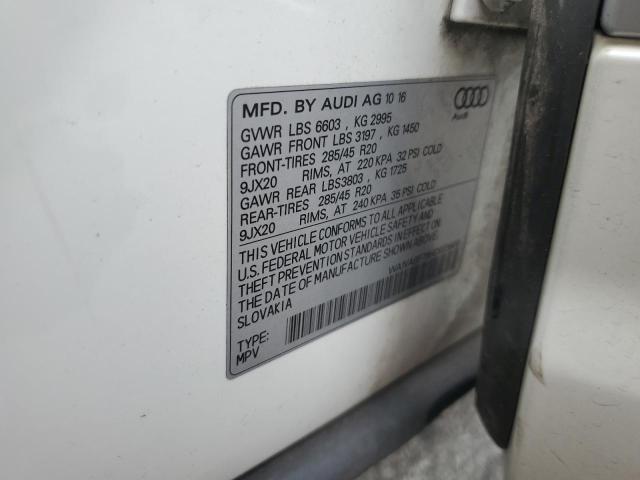 MFD. BY AUDI AG 10 16
Audi
GVWR LBS 6603 , KG 2995
GAWR FRONT LBS 3197 , KG 1450
FRONT-TIRES 285/45 R20
9JX20 RIMS, AT 220 KPA 32 PSI COLD
GAWR REAR LBS3803 , KG 1725
REAR-TIRES 285/45 R20
9JX20 RIMS, AT 240 KPA 35 PSI COLD
THIS VEHICLE CONFORMS TO ALL APPLICABLE
U.S. FEDERAL MOTOR VEHICLE SAFETY AND
THEFT PREVENTION STANDARDS IN EFFECT ON
THE DATE OF MANUFACTURE SHOWN ABOVE.
SLOVAKIA
TYPE:
MPV